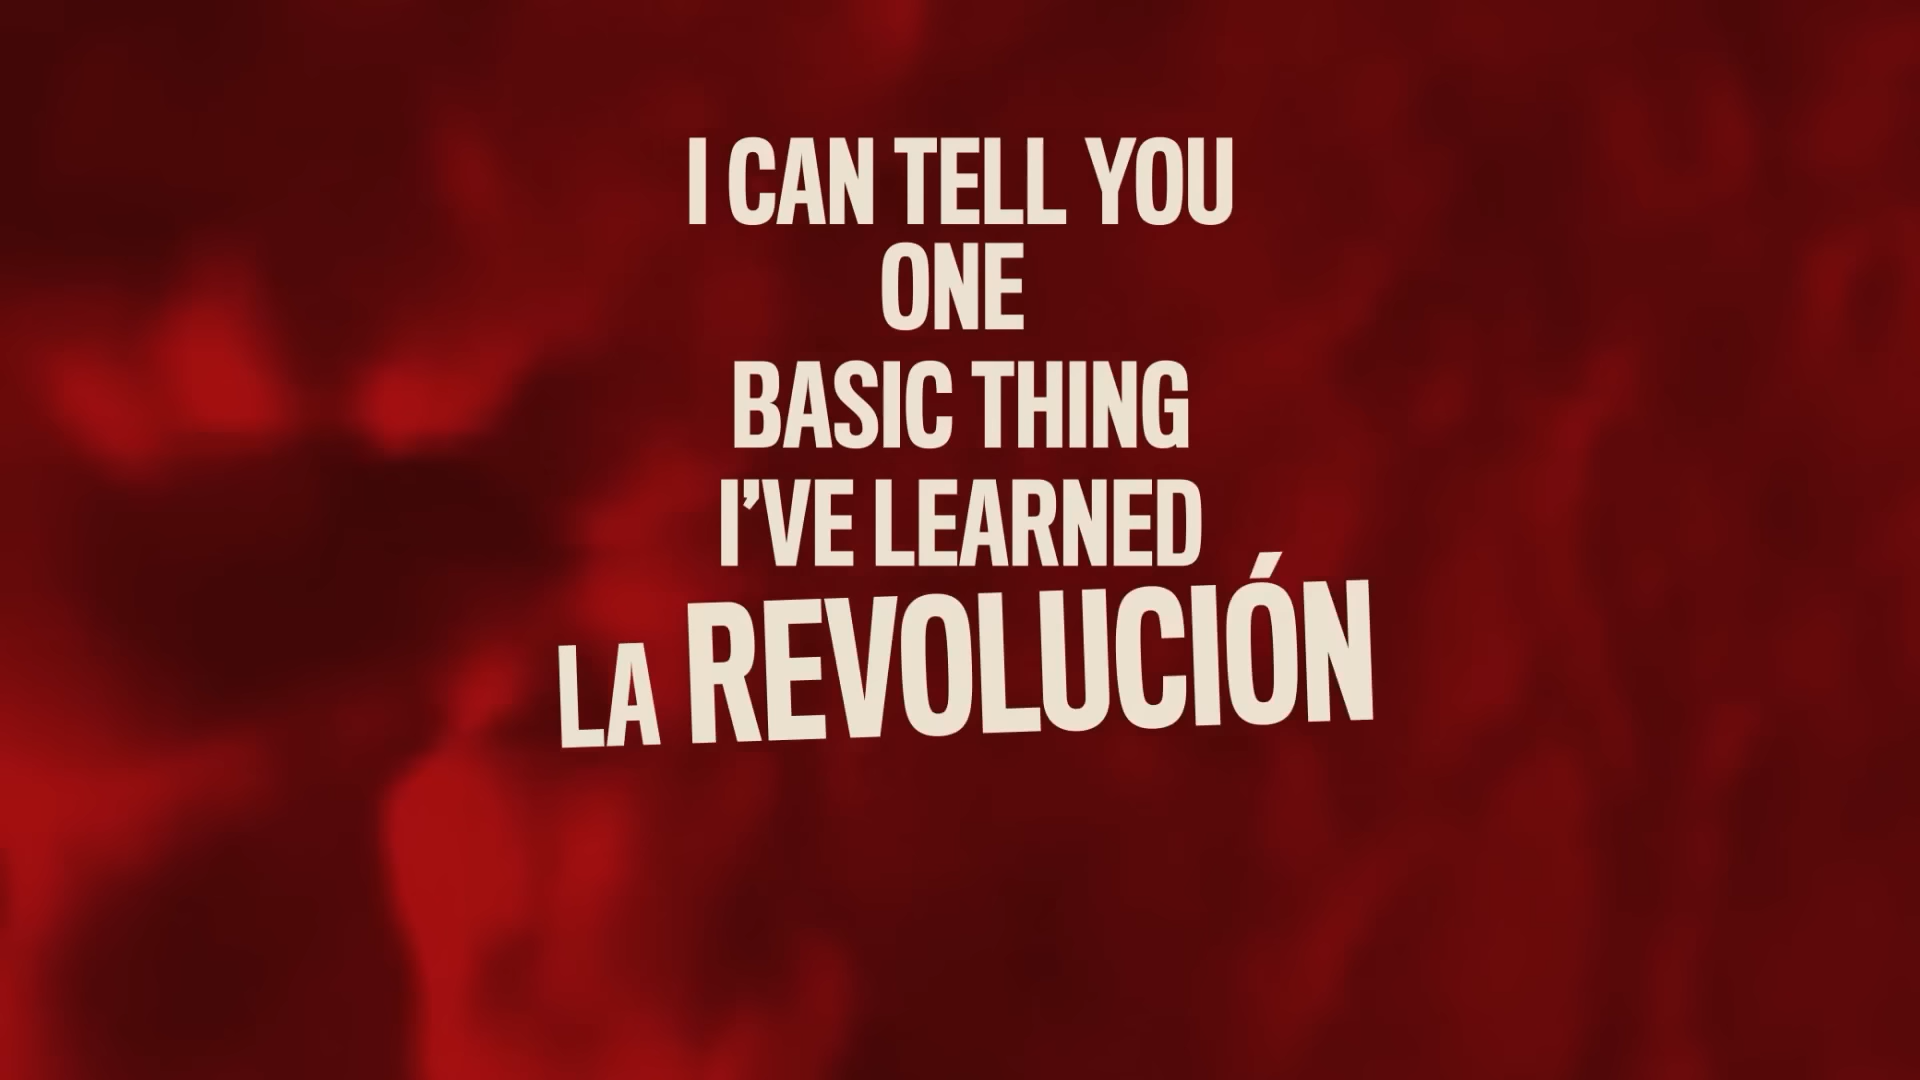 I CAN TELL YOU
ONE
BASIC THING
I’VE LEARNED
LA REVOLUCIÓN